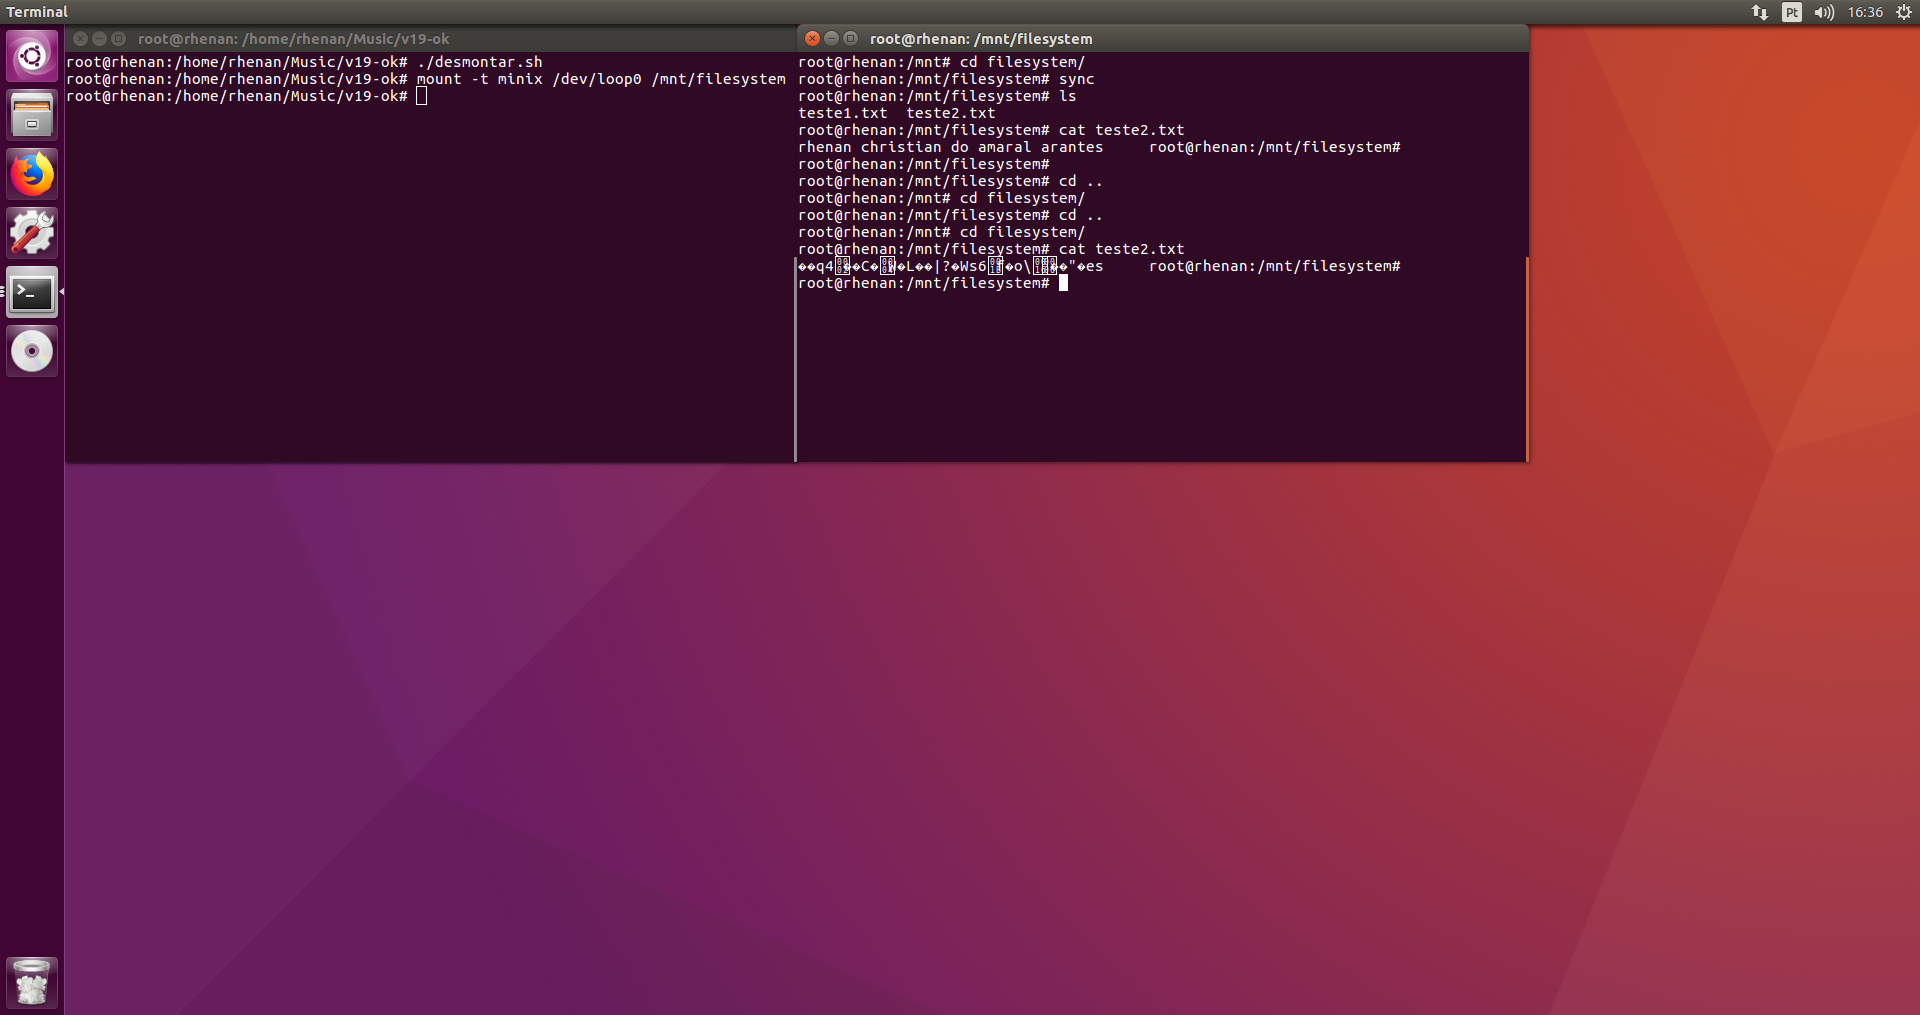 Terminal
Pt
16:36
root@rhenan: /home/rhenan/Music/v19-ok
root@rhenan:/home/rhenan/Music/v19-ok# ./desmontar.sh
root@rhenan:/home/rhenan/Music/v19-ok# mount -t minix /dev/loop0 /mnt/filesystem
root@rhenan:/home/rhenan/Music/v19-ok#
root@rhenan: /mnt/filesystem
root@rhenan:/mnt# cd filesystem/
root@rhenan:/mnt/filesystem# sync
root@rhenan:/mnt/filesystem# ls
teste1.txt  teste2.txt
root@rhenan:/mnt/filesystem# cat teste2.txt
rhenan christian do amaral arantes     root@rhenan:/mnt/filesystem#
root@rhenan:/mnt/filesystem#
root@rhenan:/mnt/filesystem# cd ..
root@rhenan:/mnt# cd filesystem/
root@rhenan:/mnt/filesystem# cd ..
root@rhenan:/mnt# cd filesystem/
root@rhenan:/mnt/filesystem# cat teste2.txt
��q4�C��L��|?�Ws6�o\�"�es     root@rhenan:/mnt/filesystem#
root@rhenan:/mnt/filesystem#